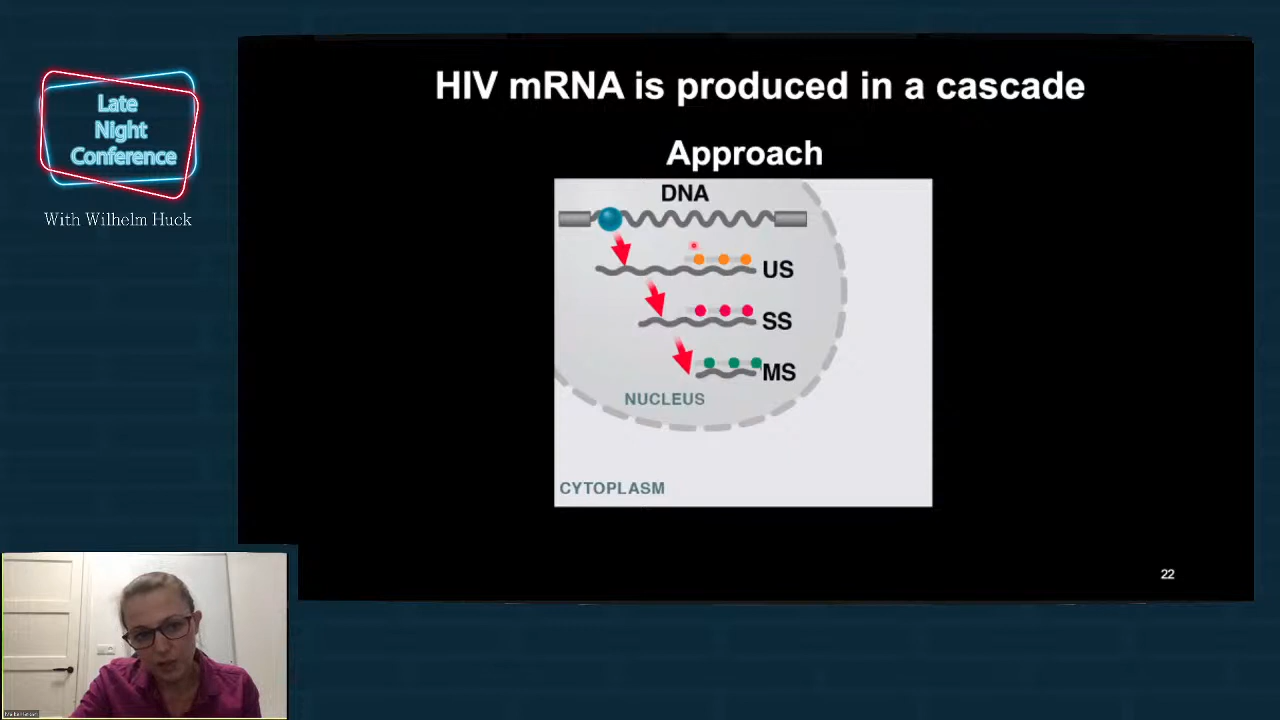 Late
Night
Conference
With Wilhelm Huck
HIV mRNA is produced in a cascade
Approach
DNA
US
SS
MS
NUCLEUS
CYTOPLASM
22